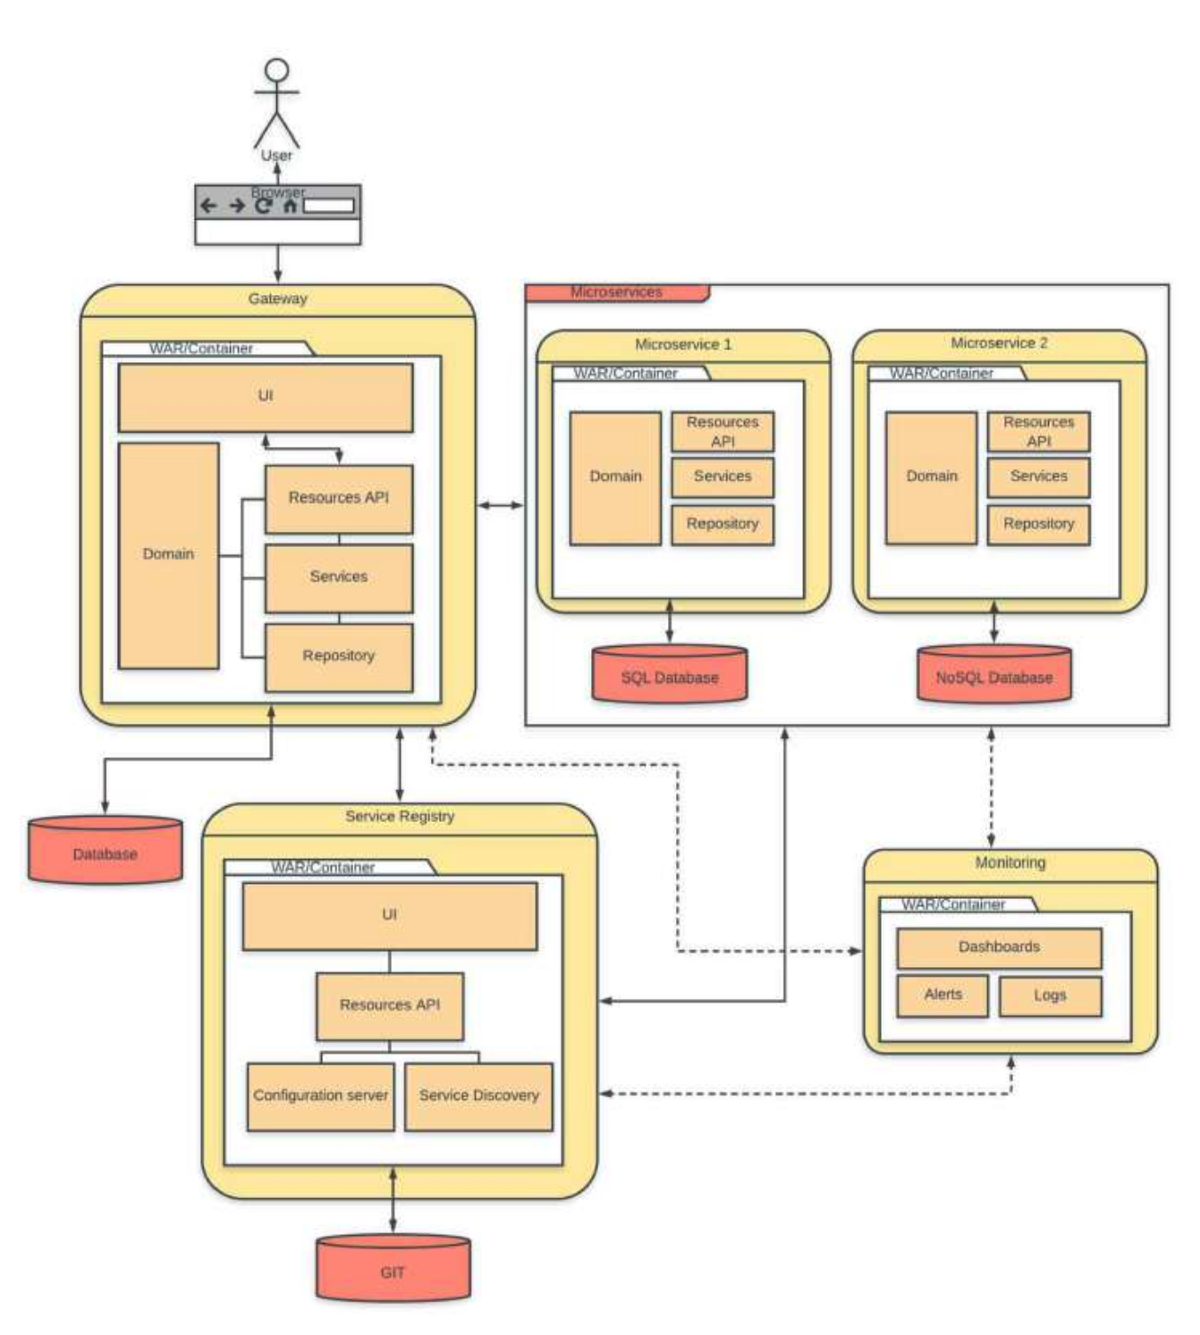 User
Browser
Gateway
WAR/Container
UI
Resources API
Domain
Services
Repository
Microservices
Microservice 1
WAR/Container
Domain
Resources
API
Services
Repository
SQL Database
Microservice 2
WAR/Container
Domain
Resources
API
Services
Repository
NoSQL Database
Database
Service Registry
WAR/Container
UI
Resources API
Configuration server
Service Discovery
GIT
Monitoring
WAR/Container
Dashboards
Alerts
Logs